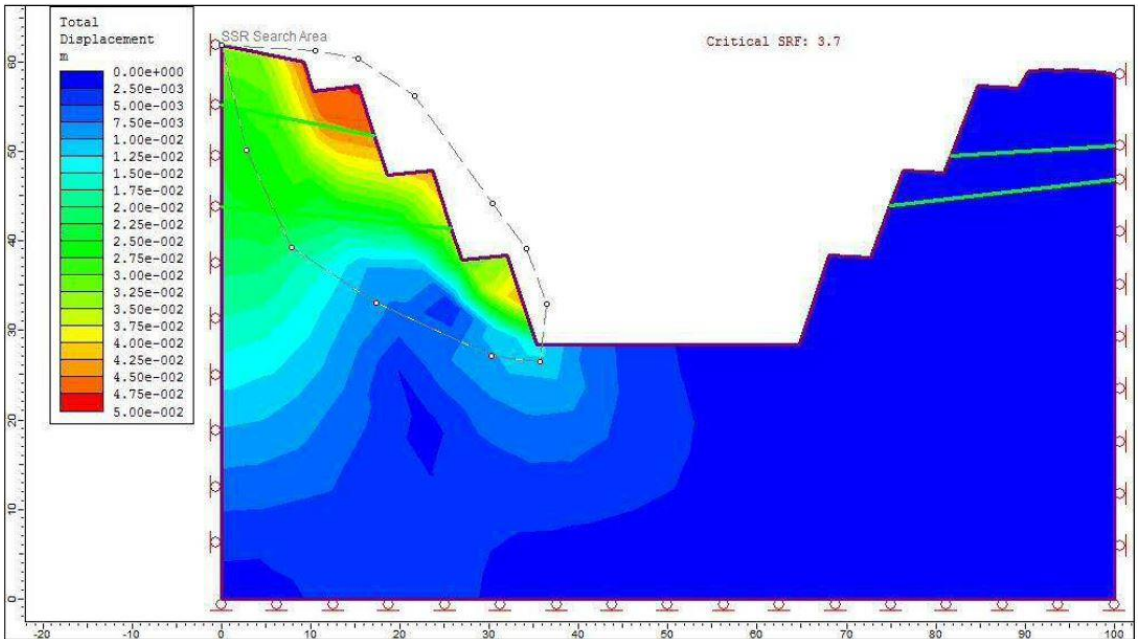 Total
Displacement
m
0.00e+000
2.50e-003
5.00e-003
7.50e-003
1.00e-002
1.25e-002
1.50e-002
1.75e-002
2.00e-002
2.25e-002
2.50e-002
2.75e-002
3.00e-002
3.25e-002
3.50e-002
3.75e-002
4.00e-002
4.25e-002
4.50e-002
4.75e-002
5.00e-002
SSR Search Area
Critical SRF: 3.7
60
50
40
30
20
10
0
-20 -10 0 10 20 30 40 50 60 70 80 90 100